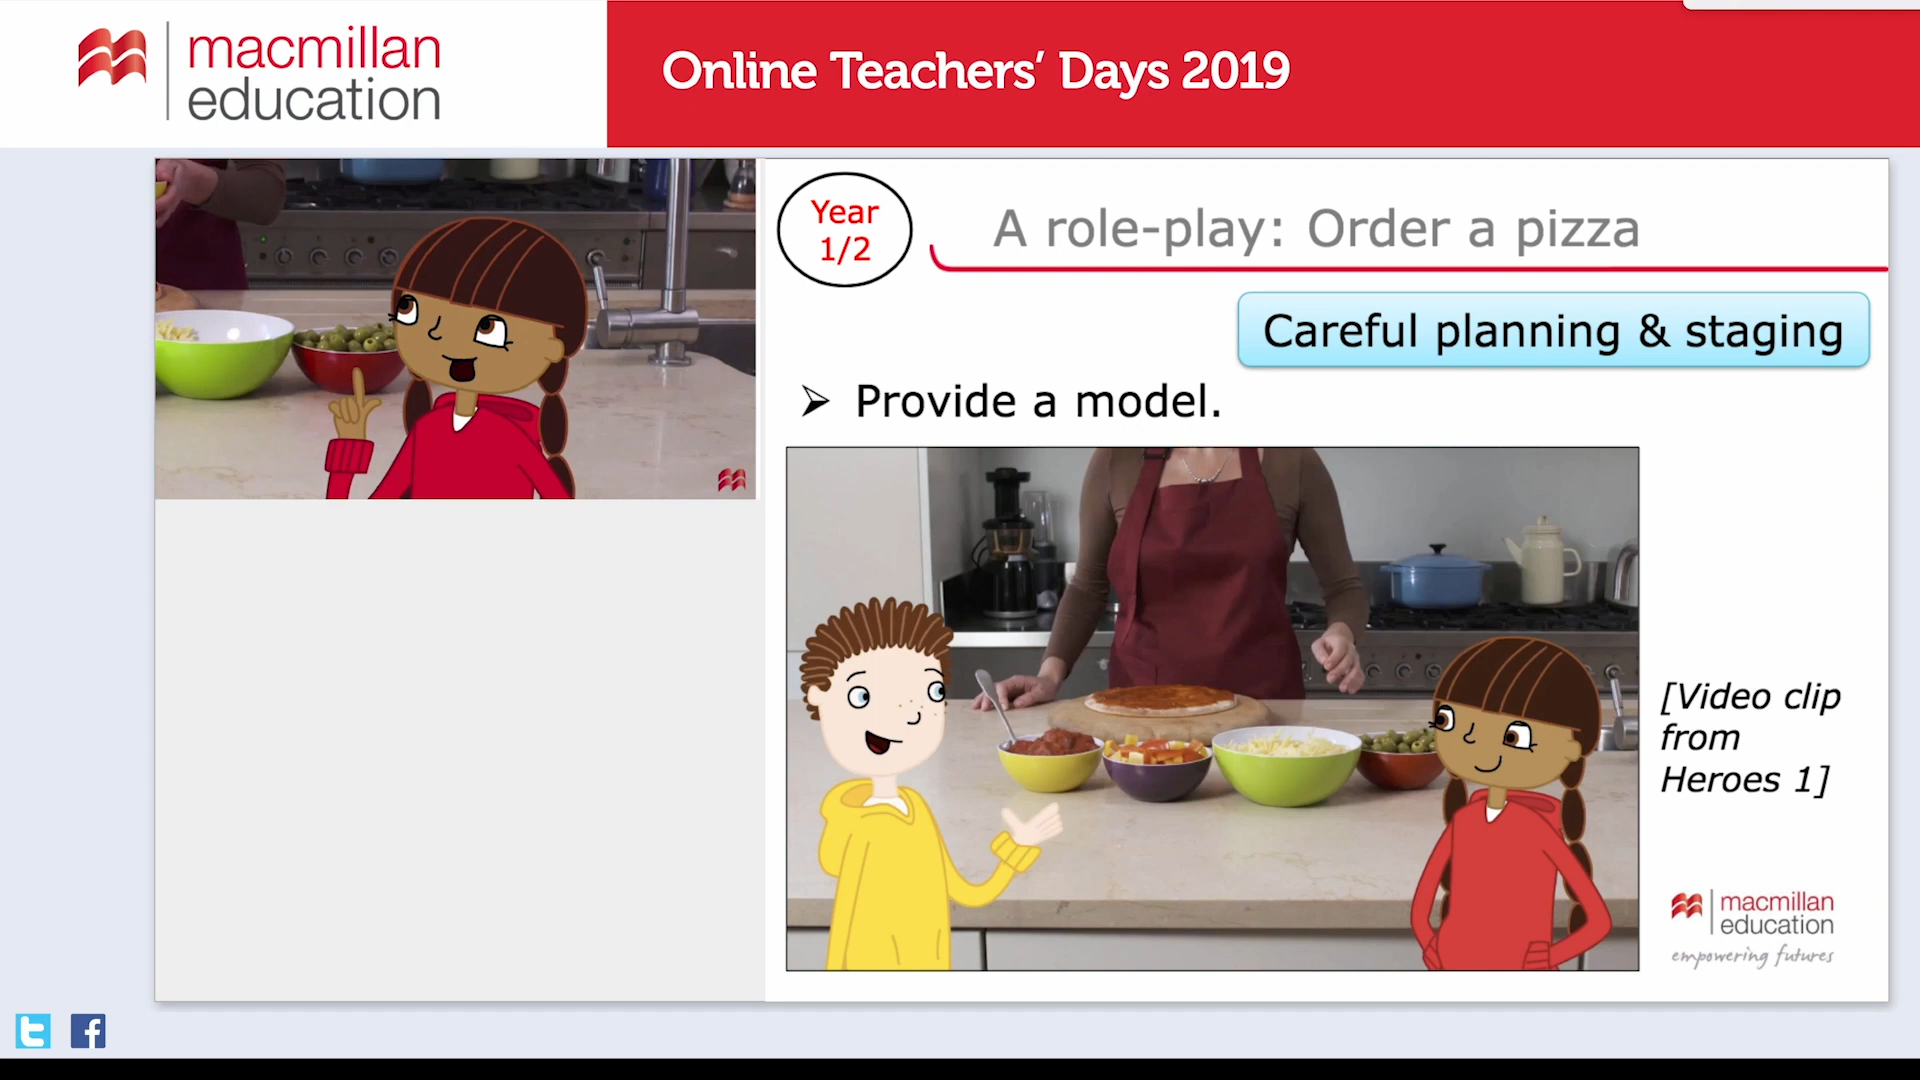 macmillan
education
Online Teachers' Days 2019
Year
1/2
A role-play: Order a pizza
Careful planning & staging
➢ Provide a model.
[Video clip
from
Heroes 1]
macmillan
education
empowering futures